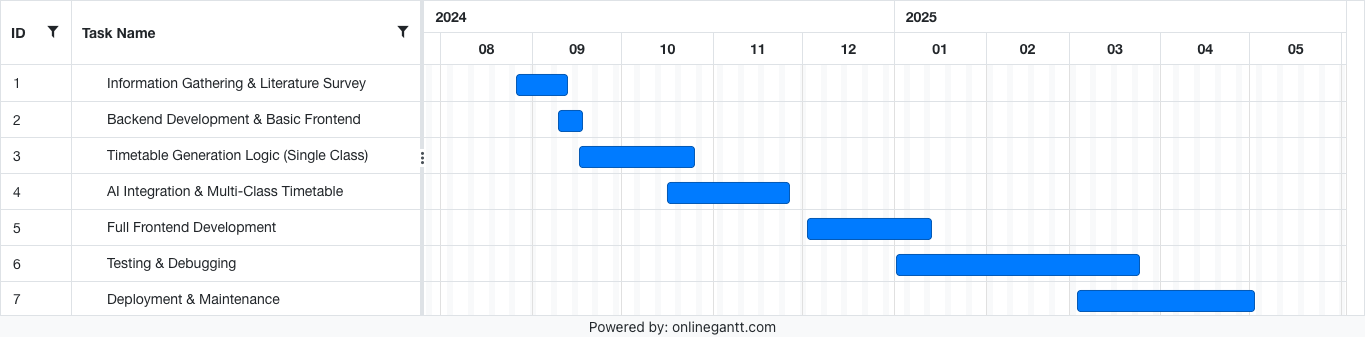 2024 2025
ID Task Name
08 09 10 11 12 01 02 03 04 05
1 Information Gathering & Literature Survey
2 Backend Development & Basic Frontend
3 Timetable Generation Logic (Single Class)
4 AI Integration & Multi-Class Timetable
5 Full Frontend Development
6 Testing & Debugging
7 Deployment & Maintenance
Powered by: onlinegantt.com